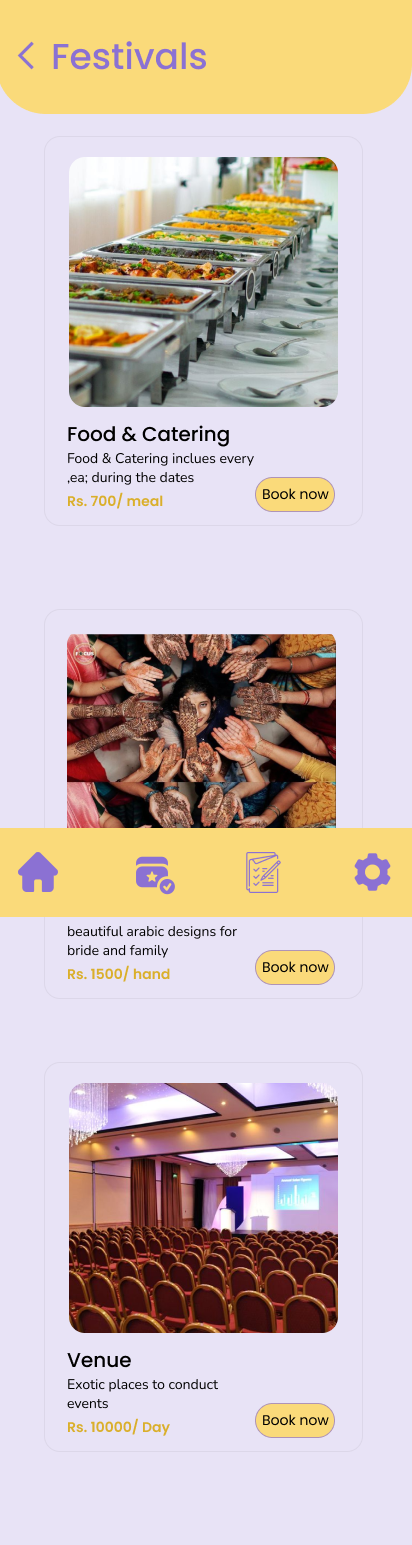 Festivals
Food & Catering
Food & Catering inclues every
,ea; during the dates
Rs. 700/ meal
Book now
beautiful arabic designs for
bride and family
Rs. 1500/ hand
Book now
Venue
Exotic places to conduct
events
Rs. 10000/ Day
Book now